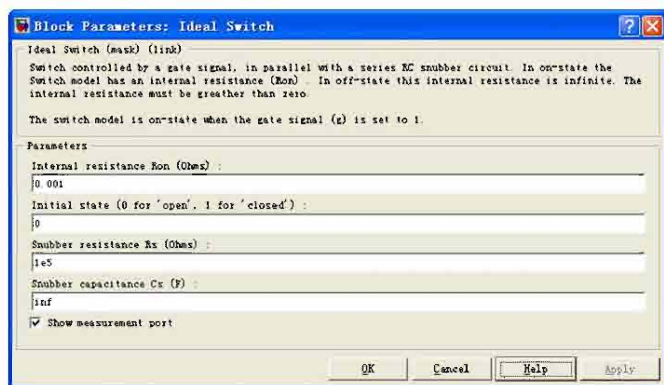 Block Parameters: Ideal Switch
Ideal Switch (mask) (link)
Switch controlled by a gate signal, in parallel with a series RC snubber circuit. In on-state the
Switch model has an internal resistance (Ron) . In off-state this internal resistance is infinite. The
internal resistance must be greather than zero.
The switch model is on-state when the gate signal (g) is set to 1.
Parameters
Internal resistance Ron (Ohms) :
0.001
Initial state (0 for 'open', 1 for 'closed') :
0
Snubber resistance Rs (Ohms) :
1e5
Snubber capacitance Cs (F) :
inf
Show measurement port
OK Cancel Help Apply